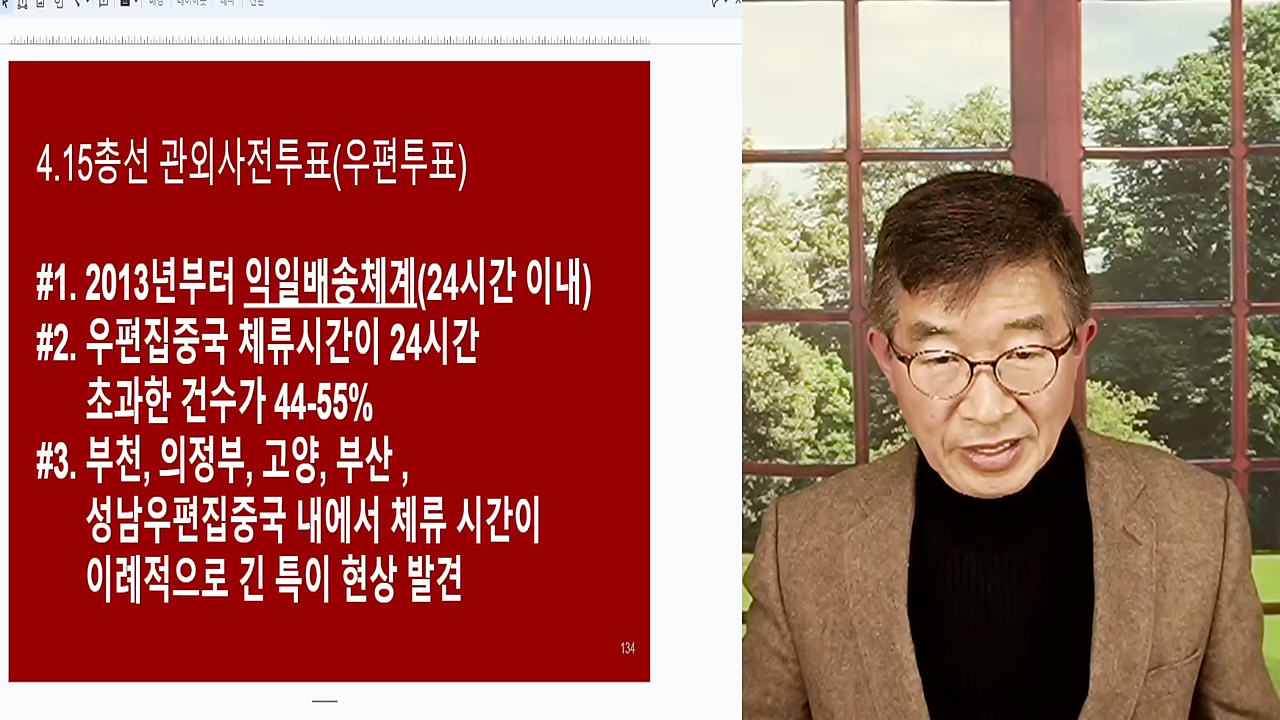 4.15총선 관외사전투표(우편투표)
#1. 2013년부터 익일배송체계(24시간 이내)
#2. 우편집중국 체류시간이 24시간
초과한 건수가 44-55%
#3. 부천, 의정부, 고양, 부산 ,
성남우편집중국 내에서 체류 시간이
이례적으로 긴 특이 현상 발견
134